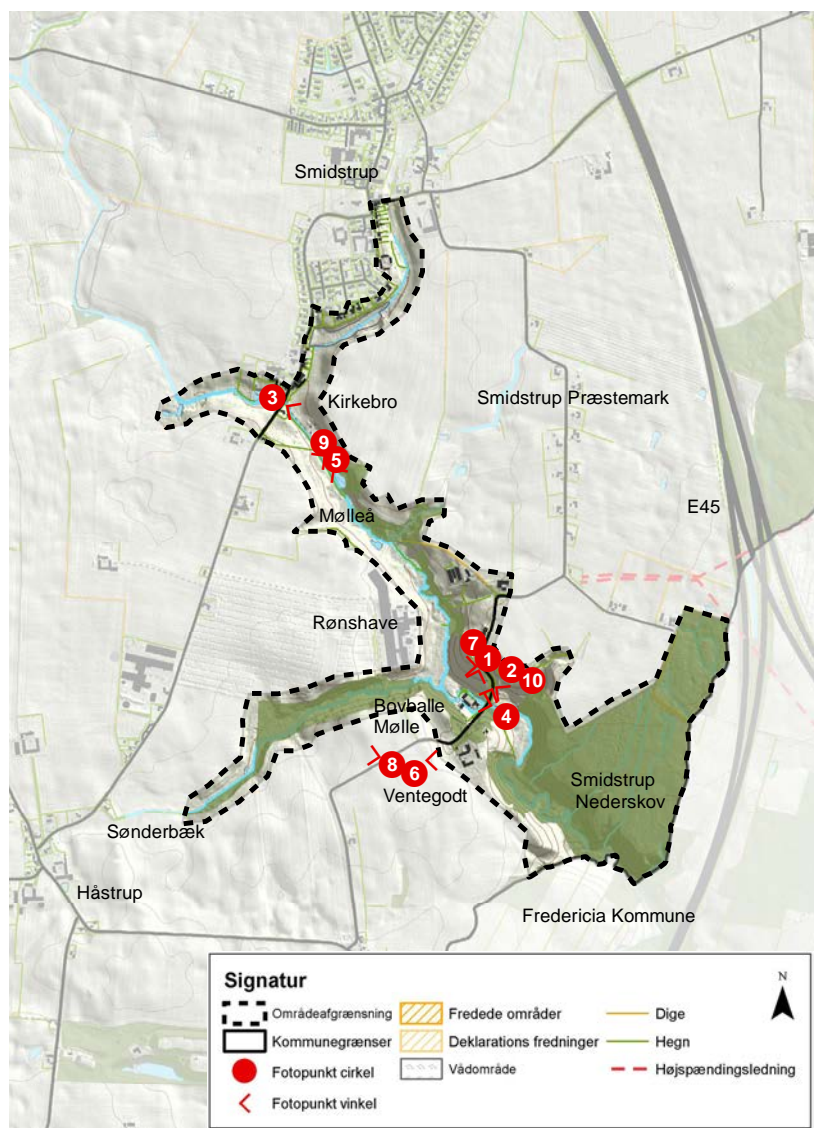 Smidstrup
3
Kirkebro
Smidstrup Præstemark
9
5
E45
Mølleå
Rønshave
7
1
2
10
Bovballe
Mølle
4
8
6
Ventegodt
Smidstrup
Nederskov
Sønderbæk
Håstrup
Fredericia Kommune
Signatur
N
Områdeafgrænsning
Fredede områder
Dige
Kommunegrænser
Deklarations fredninger
Hegn
Fotopunkt cirkel
Vådområde
Højspændingsledning
Fotopunkt vinkel